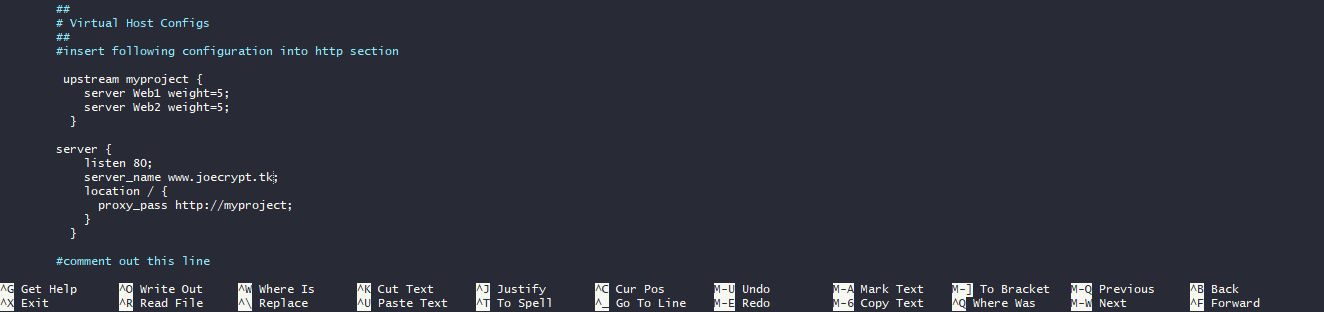 ##
# Virtual Host Configs
##
#insert following configuration into http section
upstream myproject {
server Web1 weight=5;
server Web2 weight=5;
}
server {
listen 80;
server_name www.joecrypt.tk;
location / {
proxy_pass http://myproject;
}
}
#comment out this line
^G Get Help ^O Write Out ^W Where Is ^K Cut Text ^J Justify ^C Cur Pos M-U Undo M-A Mark Text M-] To Bracket M-Q Previous ^B Back
^X Exit ^R Read File ^\ Replace ^U Paste Text ^T To Spell ^_ Go To Line M-E Redo M-6 Copy Text ^Q Where Was M-W Next ^F Forward